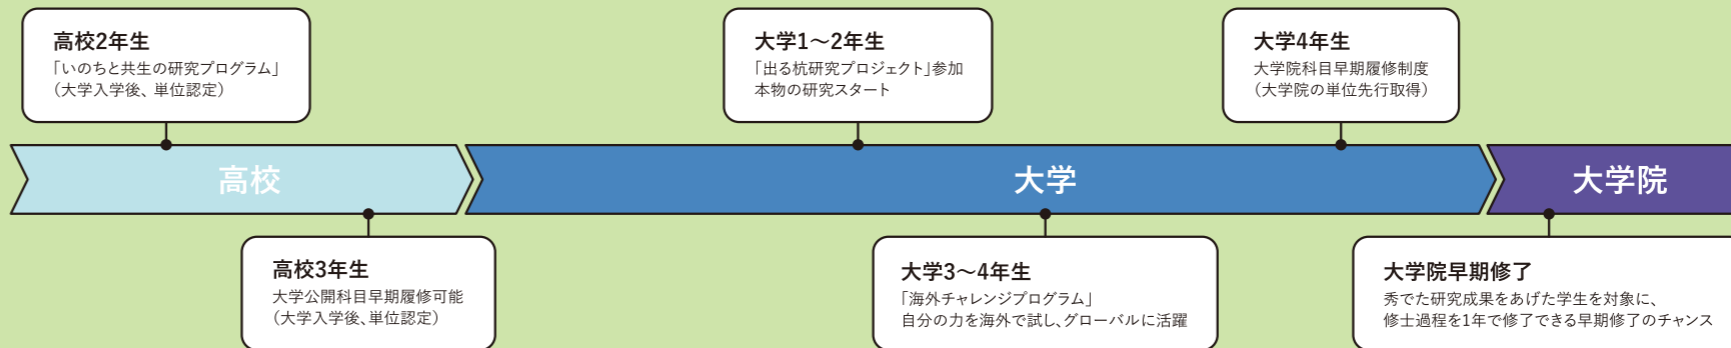 高校2年生
「いのちと共生の研究プログラム」
（大学入学後、単位認定）
大学1〜2年生
「出る杭研究プロジェクト」参加
本物の研究スタート
大学4年生
大学院科目早期履修制度
（大学院の単位先行取得）
高校
大学
大学院
高校3年生
大学公開科目早期履修可能
（大学入学後、単位認定）
大学3〜4年生
「海外チャレンジプログラム」
自分の力を海外で試し、グローバルに活躍
大学院早期修了
秀でた研究成果をあげた学生を対象に、
修士過程を1年で修了できる早期修了のチャンス